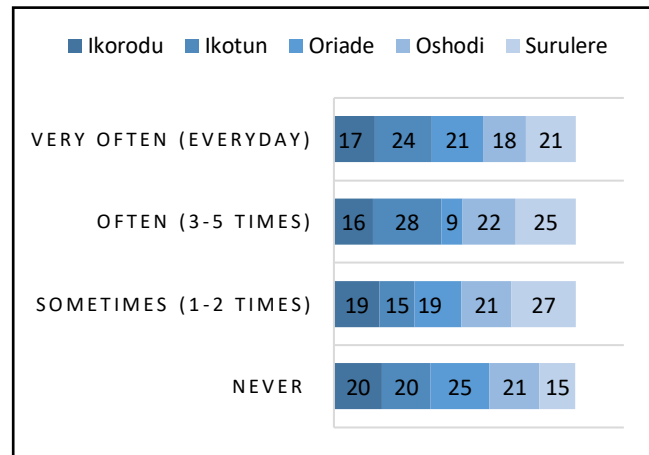 Ikorodu Ikotun Oriade Oshodi Surulere
VERY OFTEN (EVERYDAY) 17 24 21 18 21
OFTEN (3-5 TIMES) 16 28 9 22 25
SOMETIMES (1-2 TIMES) 19 15 19 21 27
NEVER 20 20 25 21 15